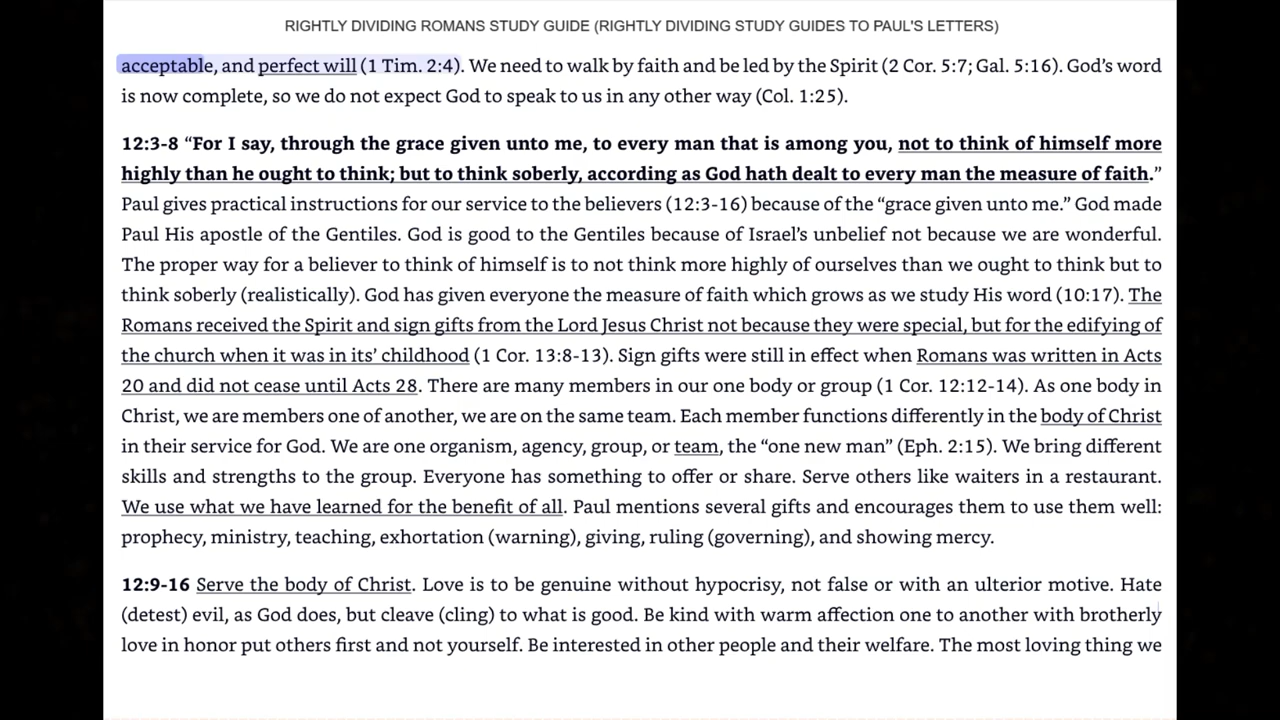 RIGHTLY DIVIDING ROMANS STUDY GUIDE (RIGHTLY DIVIDING STUDY GUIDES TO PAUL'S LETTERS)
acceptable, and perfect will (1 Tim. 2:4). We need to walk by faith and be led by the Spirit (2 Cor. 5:7; Gal. 5:16). God’s word
is now complete, so we do not expect God to speak to us in any other way (Col. 1:25).
12:3-8 “For I say, through the grace given unto me, to every man that is among you, not to think of himself more
highly than he ought to think; but to think soberly, according as God hath dealt to every man the measure of faith.”
Paul gives practical instructions for our service to the believers (12:3-16) because of the “grace given unto me.” God made
Paul His apostle of the Gentiles. God is good to the Gentiles because of Israel’s unbelief not because we are wonderful.
The proper way for a believer to think of himself is to not think more highly of ourselves than we ought to think but to
think soberly (realistically). God has given everyone the measure of faith which grows as we study His word (10:17). The
Romans received the Spirit and sign gifts from the Lord Jesus Christ not because they were special, but for the edifying of
the church when it was in its’ childhood (1 Cor. 13:8-13). Sign gifts were still in effect when Romans was written in Acts
20 and did not cease until Acts 28. There are many members in our one body or group (1 Cor. 12:12-14). As one body in
Christ, we are members one of another, we are on the same team. Each member functions differently in the body of Christ
in their service for God. We are one organism, agency, group, or team, the “one new man” (Eph. 2:15). We bring different
skills and strengths to the group. Everyone has something to offer or share. Serve others like waiters in a restaurant.
We use what we have learned for the benefit of all. Paul mentions several gifts and encourages them to use them well:
prophecy, ministry, teaching, exhortation (warning), giving, ruling (governing), and showing mercy.
12:9-16 Serve the body of Christ. Love is to be genuine without hypocrisy, not false or with an ulterior motive. Hate
(detest) evil, as God does, but cleave (cling) to what is good. Be kind with warm affection one to another with brotherly
love in honor put others first and not yourself. Be interested in other people and their welfare. The most loving thing we